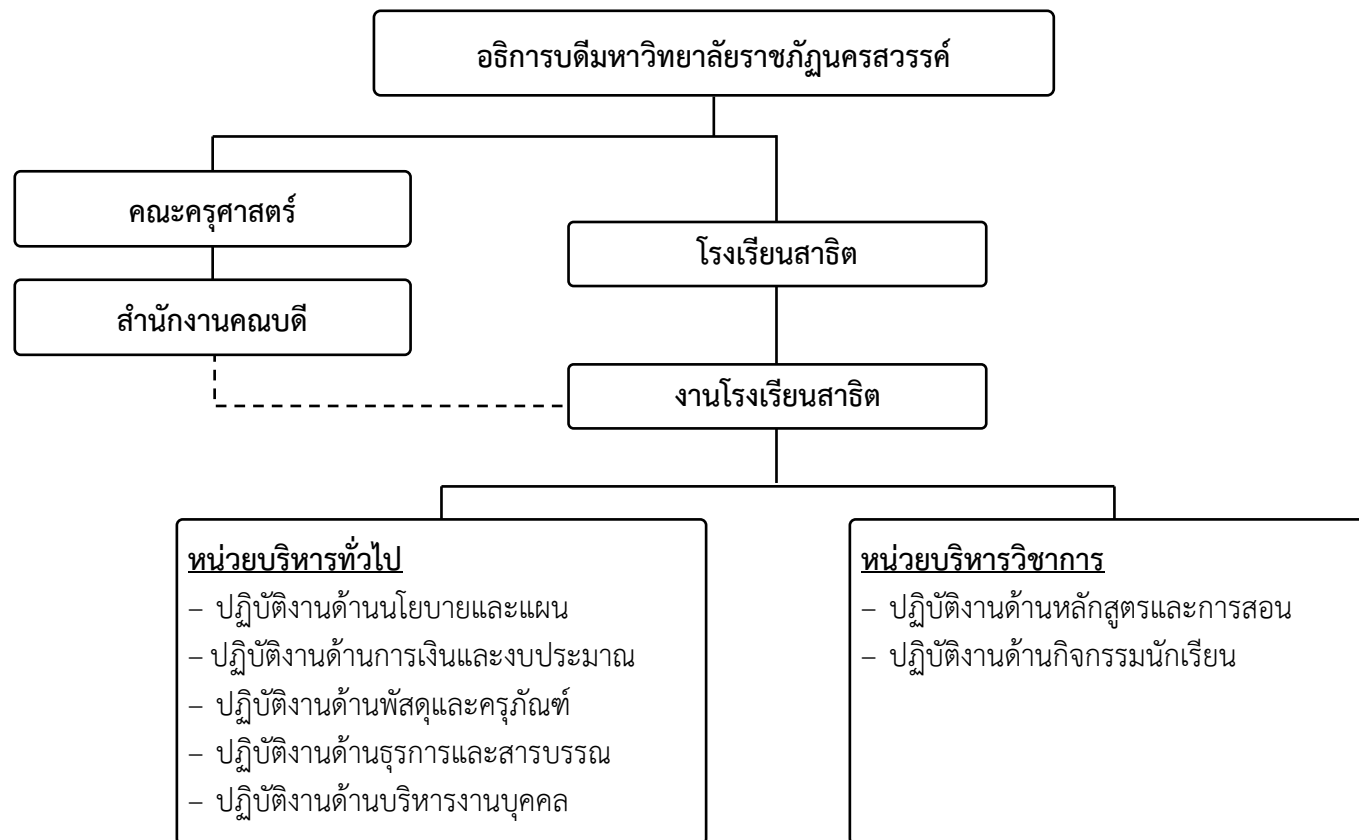 อธิการบดีมหาวิทยาลัยราชภัฏนครสวรรค์
คณะครุศาสตร์
โรงเรียนสาธิต
สำนักงานคณบดี
งานโรงเรียนสาธิต
หน่วยบริหารทั่วไป
– ปฏิบัติงานด้านนโยบายและแผน
– ปฏิบัติงานด้านการเงินและงบประมาณ
– ปฏิบัติงานด้านพัสดุและครุภัณฑ์
– ปฏิบัติงานด้านธุรการและสารบรรณ
– ปฏิบัติงานด้านบริหารงานบุคคล
หน่วยบริหารวิชาการ
– ปฏิบัติงานด้านหลักสูตรและการสอน
– ปฏิบัติงานด้านกิจกรรมนักเรียน